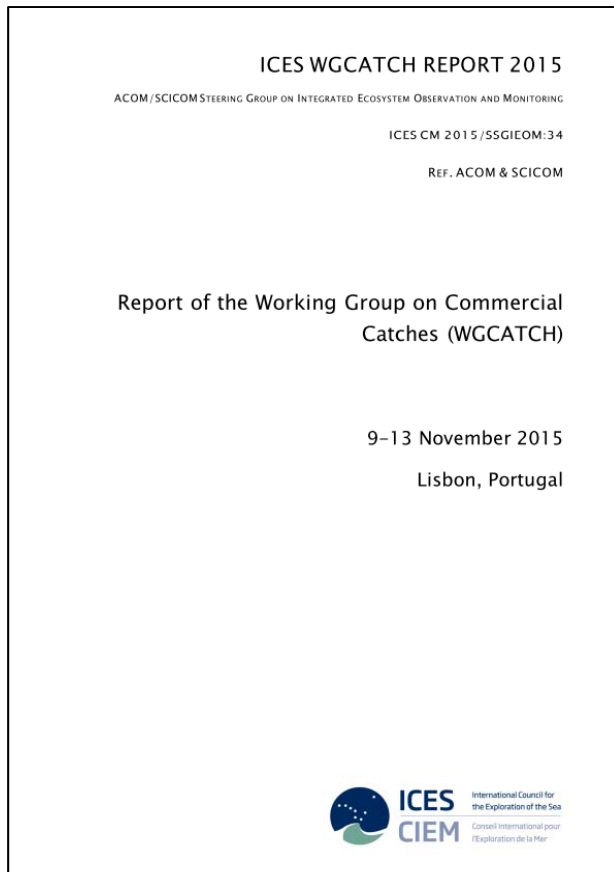 ICES WGCATCH REPORT 2015
ACOM/SCICOM STEERING GROUP ON INTEGRATED ECOSYSTEM OBSERVATION AND MONITORING
ICES CM 2015/SSGIEOM:34
REF. ACOM & SCICOM
Report of the Working Group on Commercial
Catches (WGCATCH)
9–13 November 2015
Lisbon, Portugal
ICES
International Council for
the Exploration of the Sea
CIEM
Conseil International pour
l'Exploration de la Mer